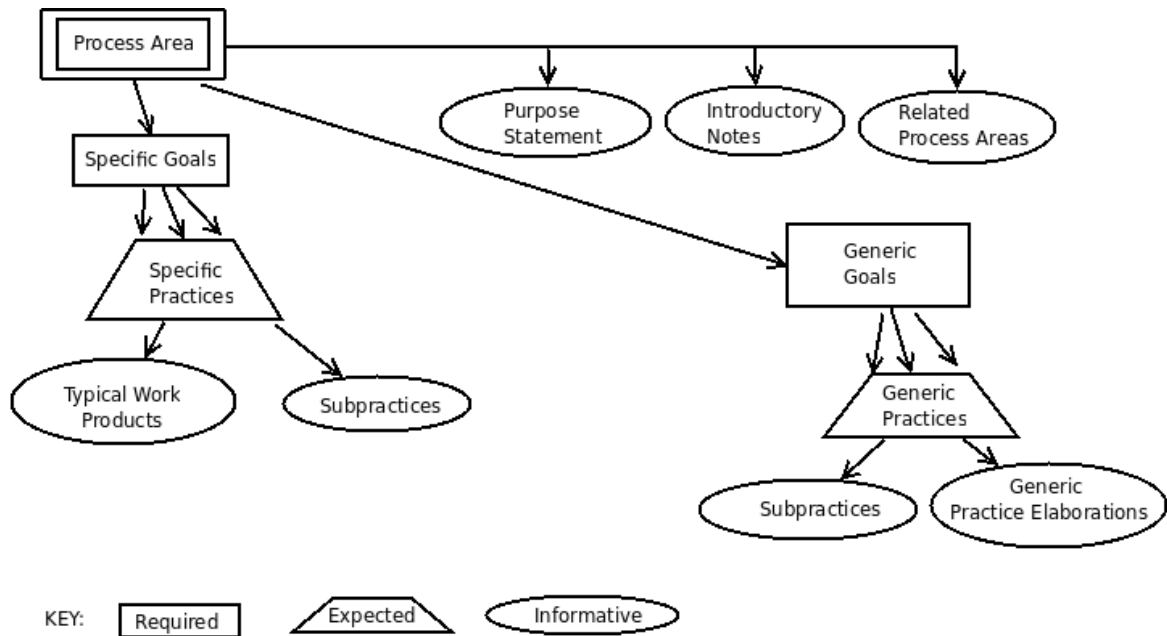 Process Area
Purpose
Statement
Introductory
Notes
Related
Process Areas
Specific Goals
Generic
Goals
Specific
Practices
Typical Work
Products
Subpractices
Generic
Practices
Subpractices
Generic
Practice Elaborations
KEY:
Required
Expected
Informative